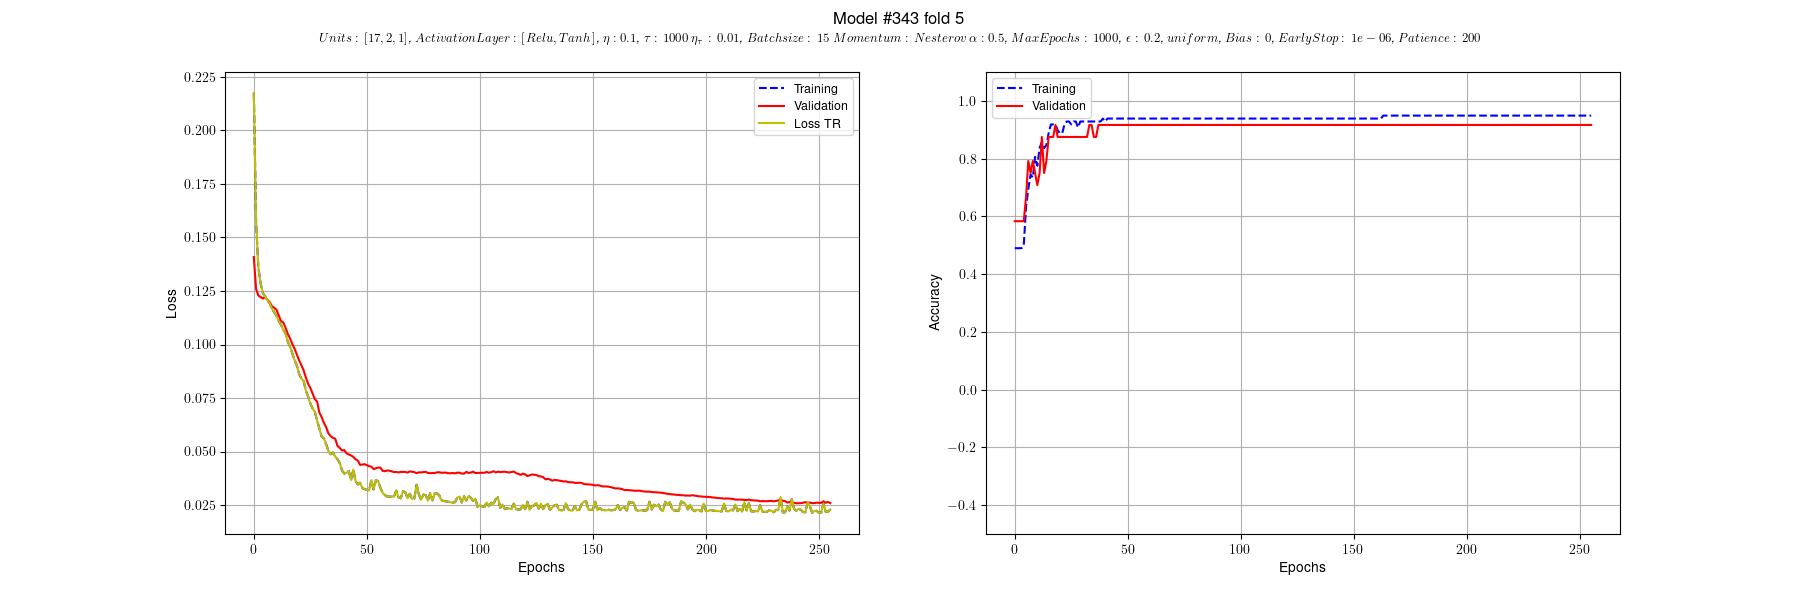 Model #343 fold 5
Units : [17, 2, 1], ActivationLayer : [Relu, Tanh], η : 0.1, τ : 1000 ητ : 0.01, Batchsize : 15 Momentum : Nesterov α : 0.5, MaxEpochs : 1000, ϵ : 0.2, uniform, Bias : 0, EarlyStop : 1e − 06, Patience : 200
0.225
0.200
0.175
0.150
0.125
0.100
0.075
0.050
0.025
Loss
0 50 100 150 200 250
Epochs
Training
Validation
Loss TR
1.0
0.8
0.6
0.4
0.2
0.0
−0.2
−0.4
Accuracy
0 50 100 150 200 250
Epochs
Training
Validation